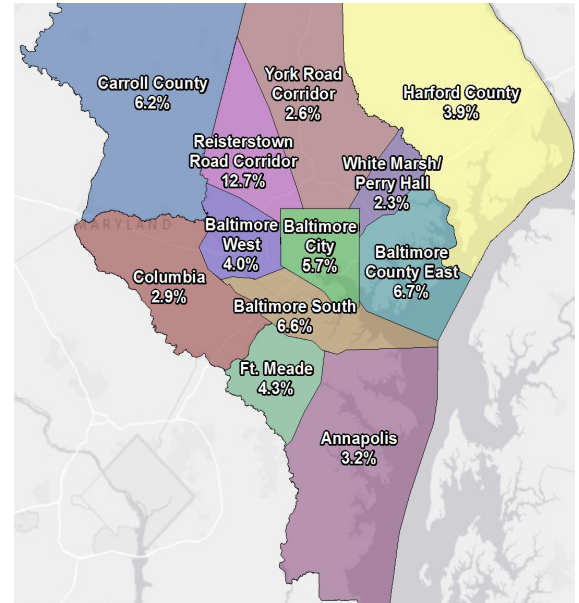 York Road
Corridor
2.6%
Carroll County
6.2%
Harford County
3.9%
Reisterstown
Road Corridor
12.7%
White Marsh/
Perry Hall
2.3%
MARYLAND
Baltimore
West
4.0%
Baltimore
City
5.7%
Baltimore
County East
6.7%
Columbia
2.9%
Baltimore South
6.6%
Ft. Meade
4.3%
Annapolis
3.2%